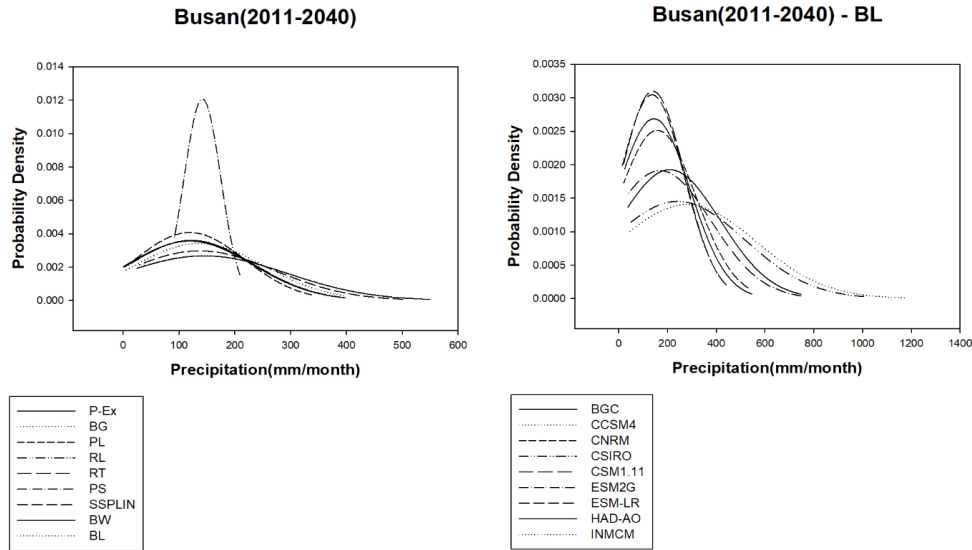 Busan(2011-2040)
Probability Density
0.014
0.012
0.010
0.008
0.006
0.004
0.002
0.000
0 100 200 300 400 500 600
Precipitation(mm/month)
P-Ex
BG
PL
RL
RT
PS
SSPLIN
BW
BL
Busan(2011-2040) - BL
Probability Density
0.0035
0.0030
0.0025
0.0020
0.0015
0.0010
0.0005
0.0000
0 200 400 600 800 1000 1200 1400
Precipitation(mm/month)
BGC
CCSM4
CNRM
CSIRO
CSM1.11
ESM2G
ESM-LR
HAD-AO
INMCM